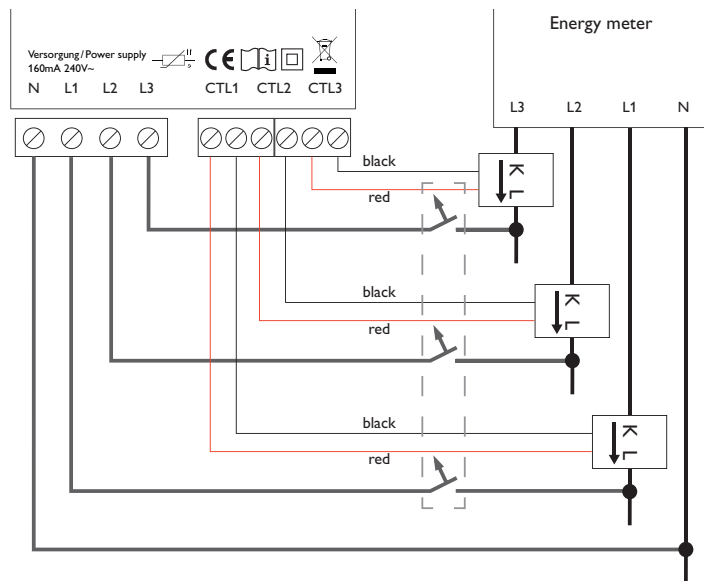 Energy meter
Versorgung/Power supply
160mA 240V~
N L1 L2 L3 CTL1 CTL2 CTL3
L3 L2 L1 N
black
K L
red
black
K L
red
black
K L
red